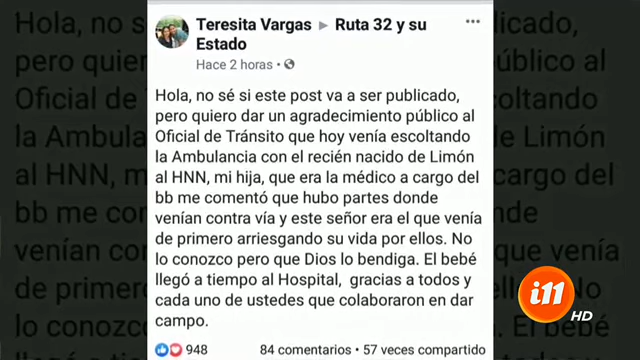 Teresita Vargas ▸ Ruta 32 y su
Estado
Hace 2 horas •
Hola, no sé si este post va a ser publicado,
pero quiero dar un agradecimiento público al
Oficial de Tránsito que hoy venía escoltando
la Ambulancia con el recién nacido de Limón
al HNN, mi hija, que era la médico a cargo del
bb me comentó que hubo partes donde
venían contra vía y este señor era el que venía
de primero arriesgando su vida por ellos. No
lo conozco pero que Dios lo bendiga. El bebé
llegó a tiempo al Hospital, gracias a todos y
cada uno de ustedes que colaboraron en dar
campo.
948 84 comentarios • 57 veces compartido
i11
HD